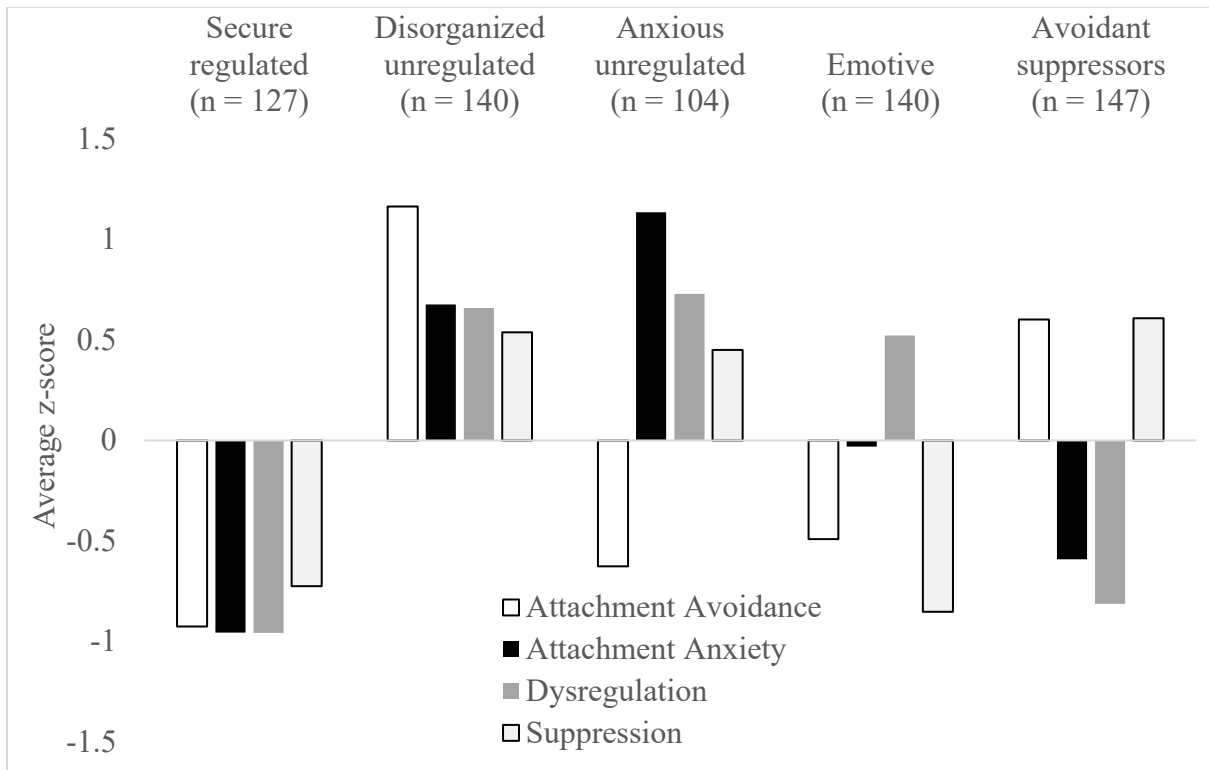 Secure
regulated
(n = 127)
Disorganized
unregulated
(n = 140)
Anxious
unregulated
(n = 104)
Emotive
(n = 140)
Avoidant
suppressors
(n = 147)
1.5
1
0.5
0
-0.5
-1
-1.5
Average z-score
Attachment Avoidance
Attachment Anxiety
Dysregulation
Suppression